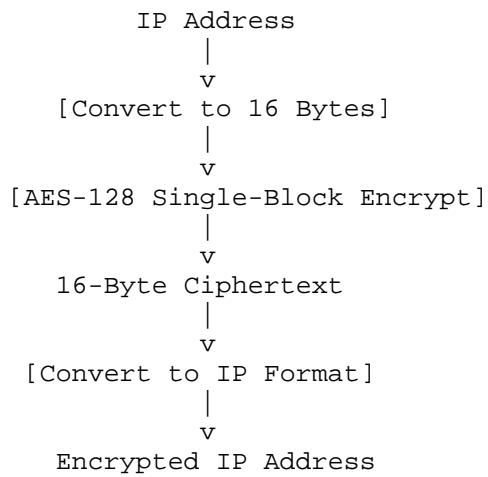 IP Address
|
v
[Convert to 16 Bytes]
|
v
[AES-128 Single-Block Encrypt]
|
v
16-Byte Ciphertext
|
v
[Convert to IP Format]
|
v
Encrypted IP Address